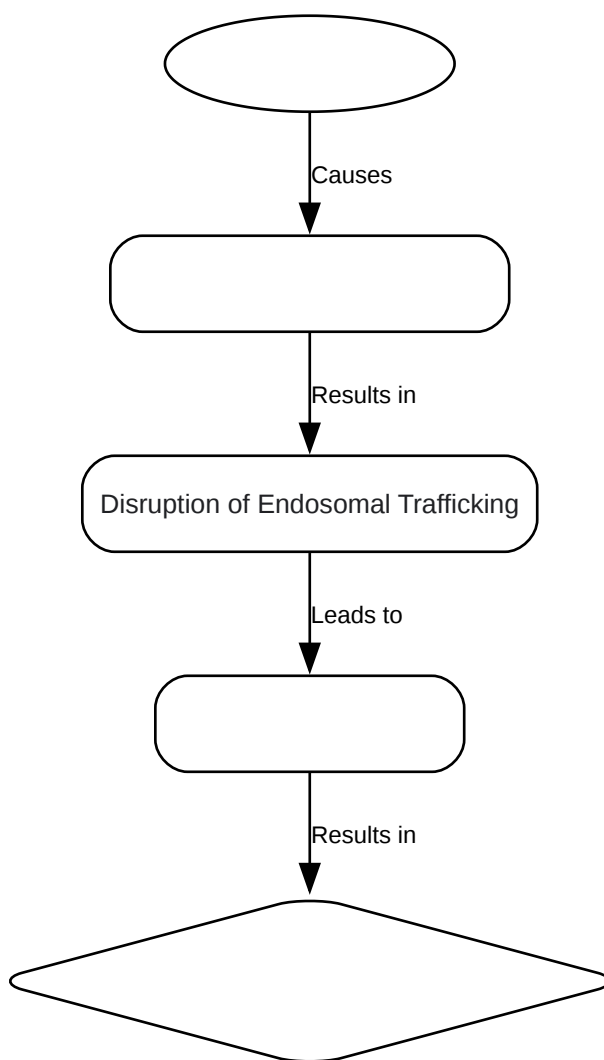 Causes
Results in
Disruption of Endosomal Trafficking
Leads to
Results in